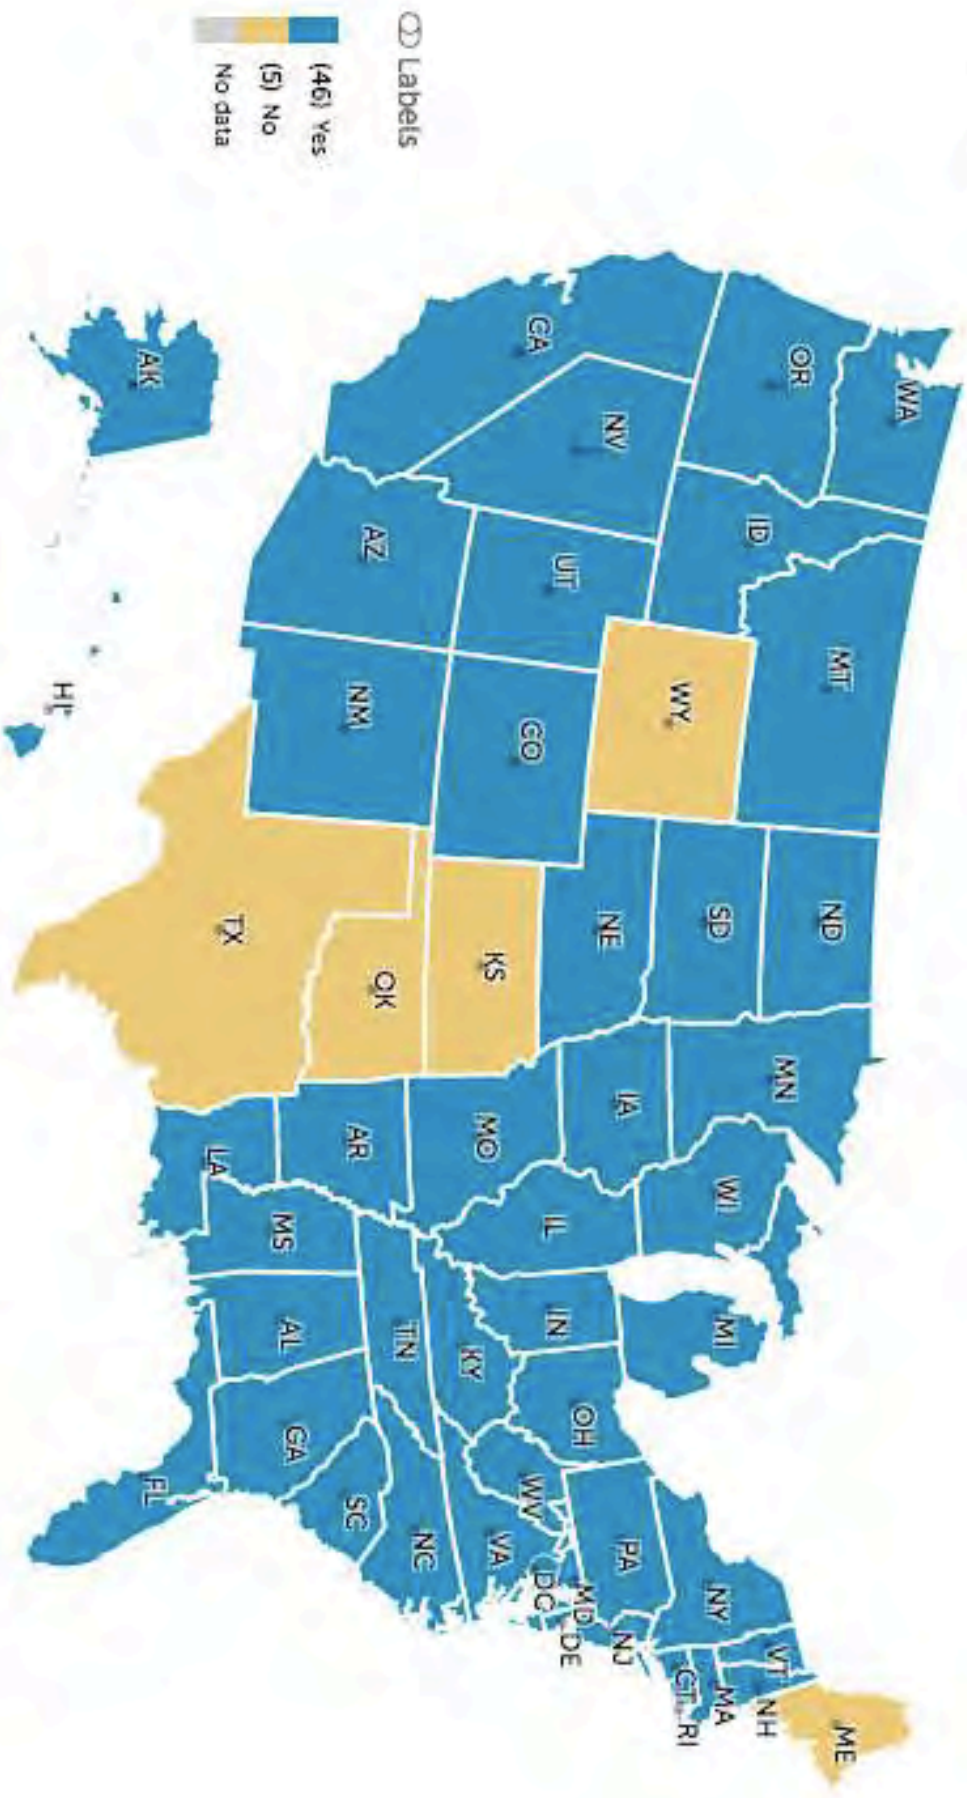 WA
OR
CA
NV
ID
MT
WY
UT
AZ
CO
NM
ND
SD
NE
KS
OK
TX
MN
IA
MO
AR
LA
WI
IL
MS
MI
IN
KY
TN
AL
OH
WV
VA
NC
SC
GA
FL
PA
NY
VT
NH
ME
MA
RI
CT
NJ
DE
MD
DC
AK
HI
Labels
(46) Yes
(5) No
No data